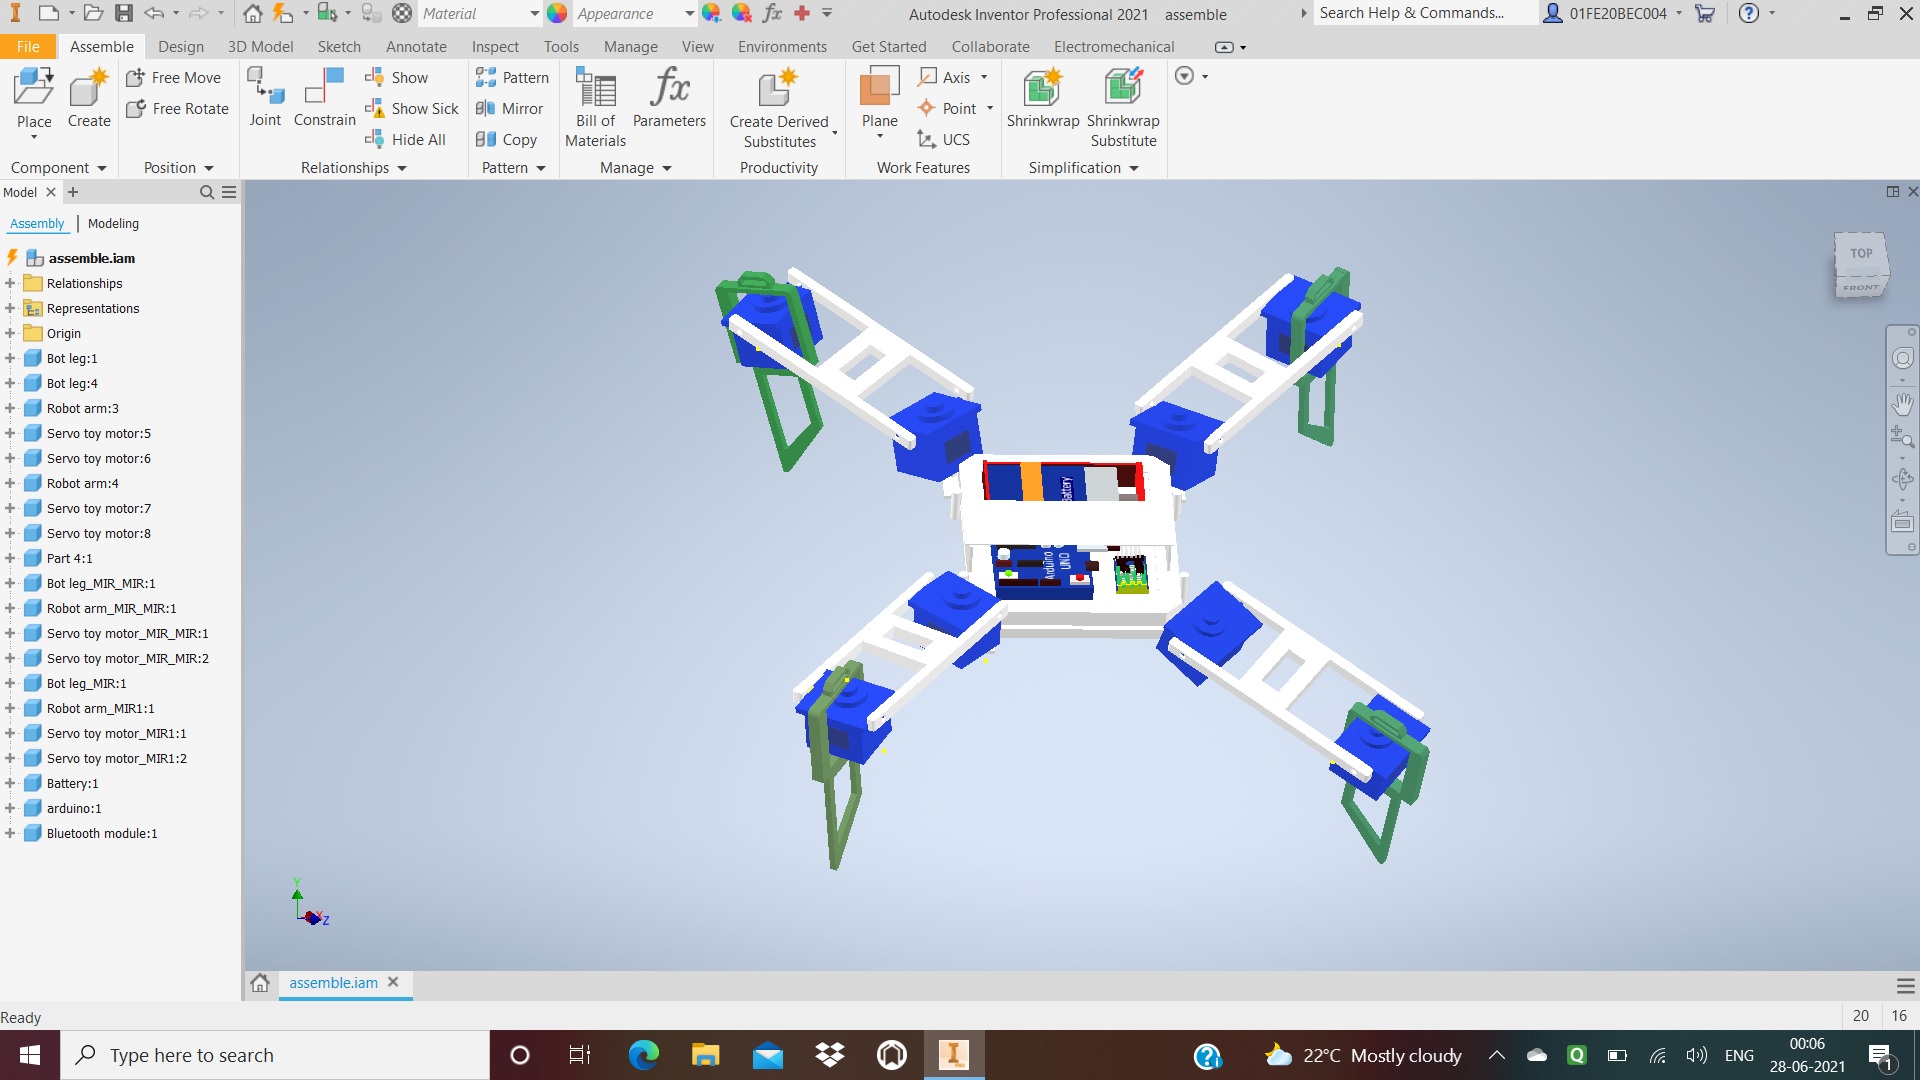 Material
Appearance
Autodesk Inventor Professional 2021 assemble
Search Help & Commands...
01FE20BEC004
File
Assemble
Design
3D Model
Sketch
Annotate
Inspect
Tools
Manage
View
Environments
Get Started
Collaborate
Electromechanical
Place
Create
Free Move
Free Rotate
Component
Position
Joint
Constrain
Show
Show Sick
Hide All
Relationships
Pattern
Mirror
Copy
Pattern
Bill of
Materials
Parameters
Manage
Create Derived
Substitutes
Productivity
Plane
Axis
Point
UCS
Work Features
Shrinkwrap
Shrinkwrap
Substitute
Simplification
Model
Assembly
Modeling
assemble.iam
Relationships
Representations
Origin
Bot leg:1
Bot leg:4
Robot arm:3
Servo toy motor:5
Servo toy motor:6
Robot arm:4
Servo toy motor:7
Servo toy motor:8
Part 4:1
Bot leg_MIR_MIR:1
Robot arm_MIR_MIR:1
Servo toy motor_MIR_MIR:1
Servo toy motor_MIR_MIR:2
Bot leg_MIR:1
Robot arm_MIR1:1
Servo toy motor_MIR1:1
Servo toy motor_MIR1:2
Battery:1
arduino:1
Bluetooth module:1
TOP
FRONT
Battery
Arduino
UNO
Y
X
Z
assemble.iam
Ready
20
16
Type here to search
22°C Mostly cloudy
ENG
00:06
28-06-2021
1